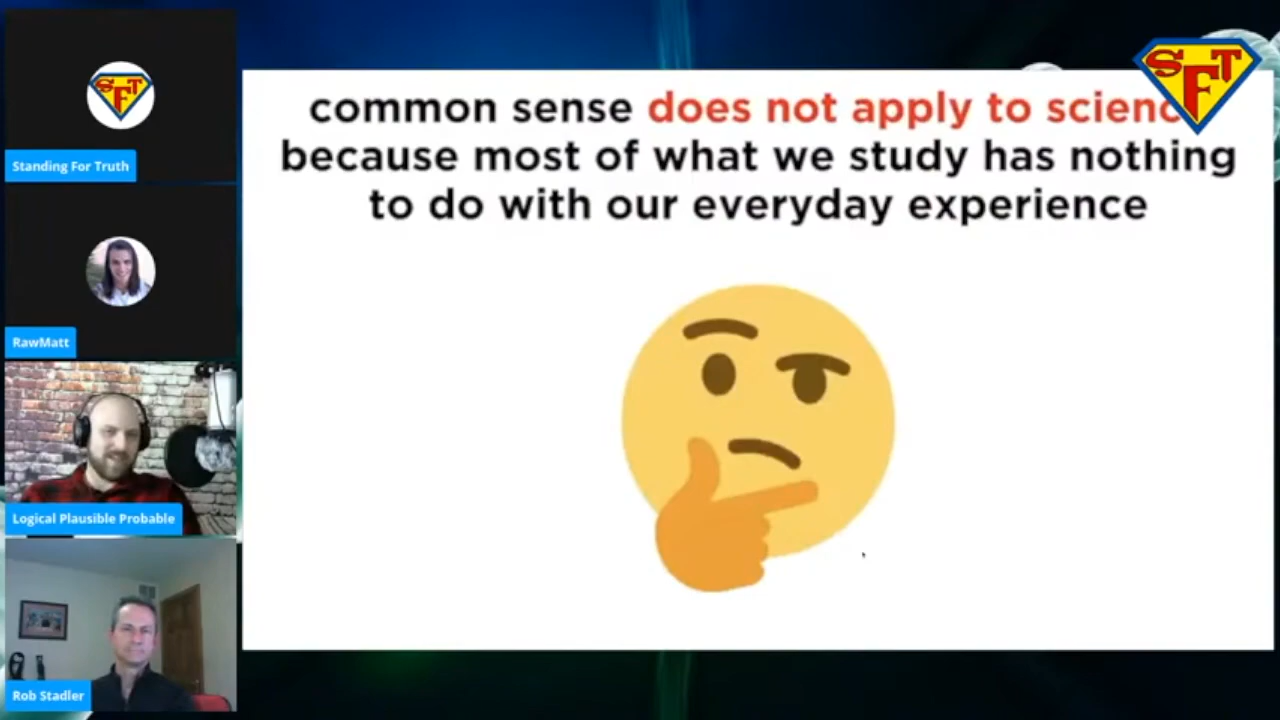 SFT
Standing For Truth
RawMatt
Logical Plausible Probable
Rob Stadler
common sense does not apply to scienc
because most of what we study has nothing
to do with our everyday experience
SFT